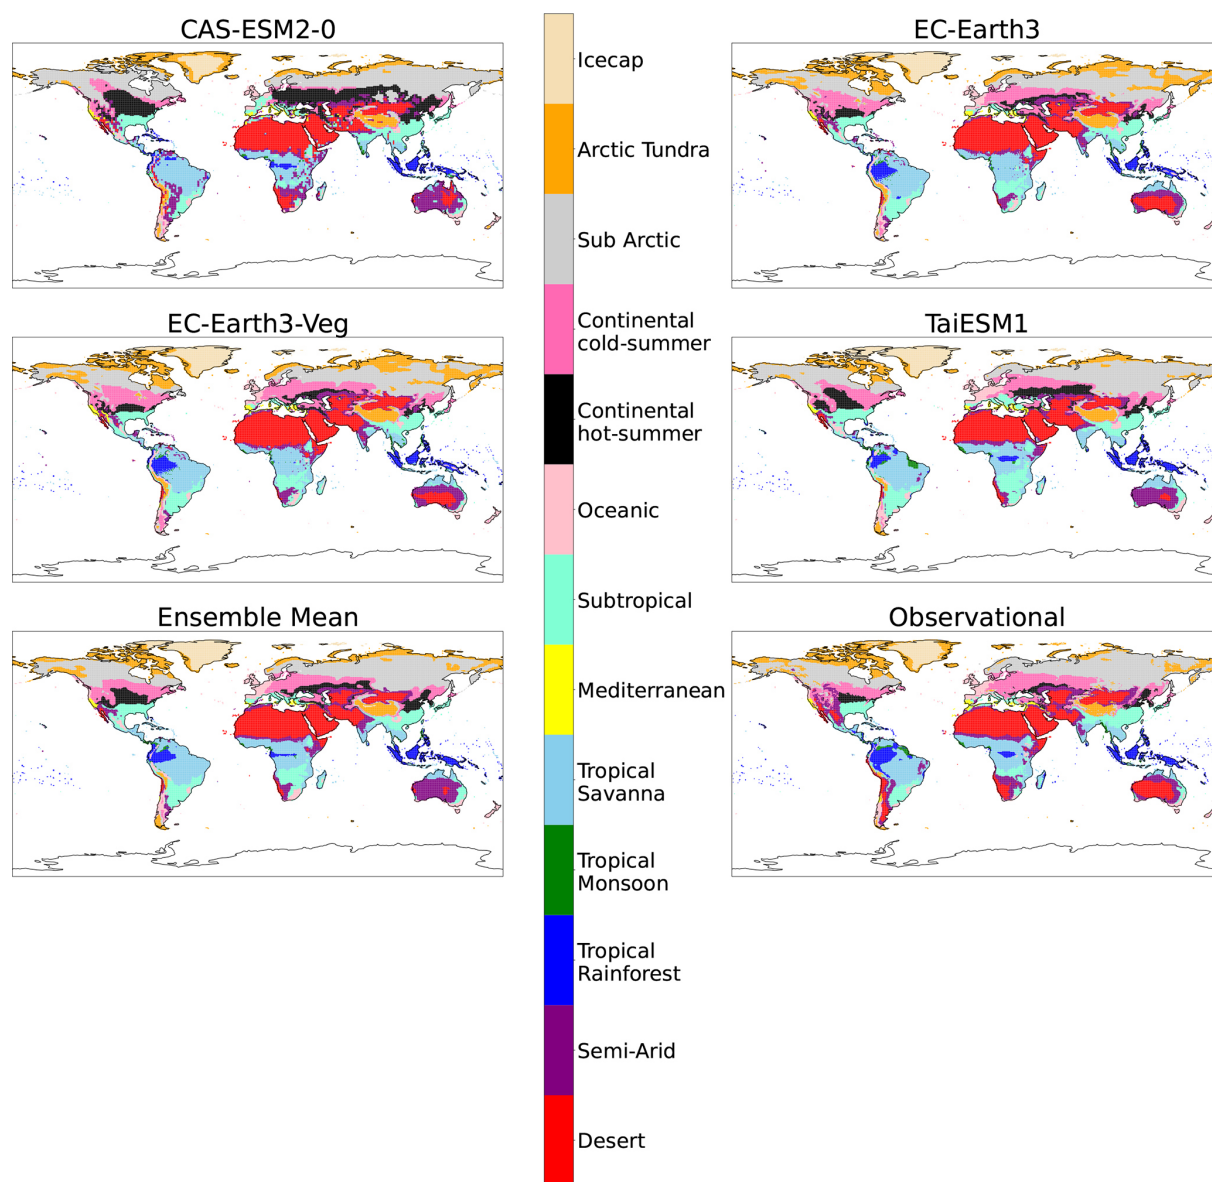 CAS-ESM2-0
EC-Earth3
EC-Earth3-Veg
TaiESM1
Ensemble Mean
Observational
Icecap
Arctic Tundra
Sub Arctic
Continental
cold-summer
Continental
hot-summer
Oceanic
Subtropical
Mediterranean
Tropical
Savanna
Tropical
Monsoon
Tropical
Rainforest
Semi-Arid
Desert